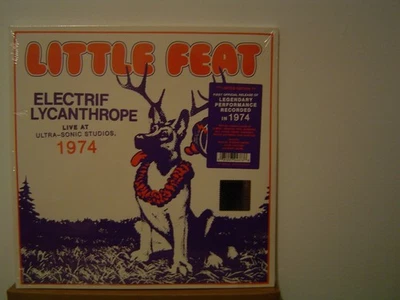 LITTLE FEAT
ELECTRIF
LYCANTHROPE
LIVE AT
ULTRA-SONIC STUDIOS,
1974
FIRST OFFICIAL RELEASE OF
LEGENDARY
PERFORMANCE
RECORDED
IN 1974